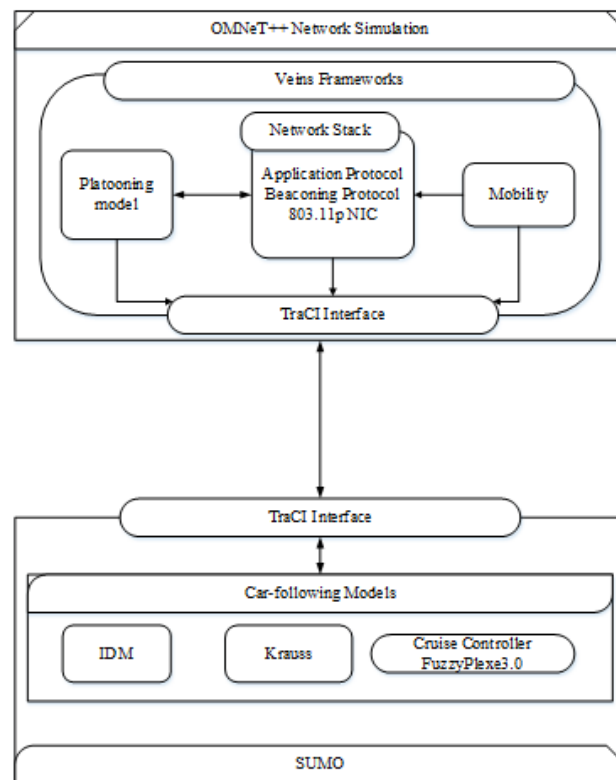 OMNeT++ Network Simulation
Veins Frameworks
Network Stack
Platooning
model
Application Protocol
Beaconing Protocol
803.11p NIC
Mobility
TraCI Interface
TraCI Interface
Car-following Models
IDM
Krauss
Cruise Controller
FuzzyPlexe3.0
SUMO